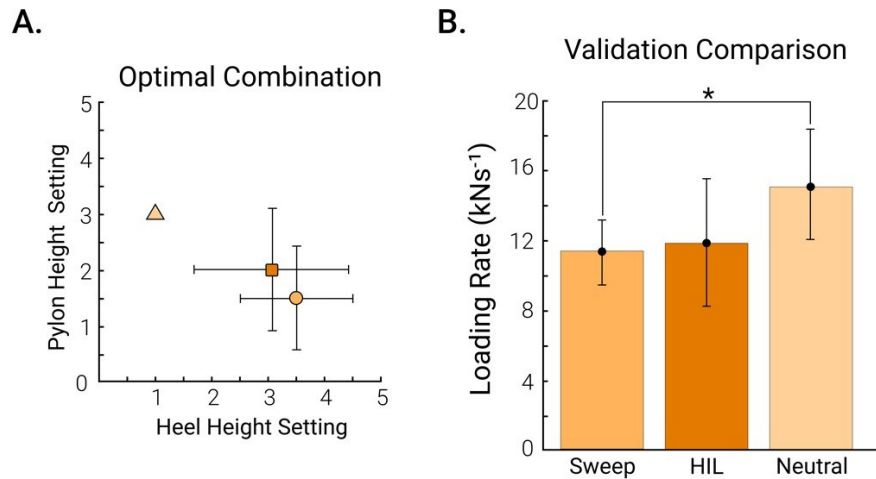 A.
Optimal Combination
5
4
3
2
1
0
1 2 3 4 5
Pylon Height Setting
Heel Height Setting
B.
Validation Comparison
*
20
16
12
8
4
0
Loading Rate (kNs⁻¹)
Sweep HIL Neutral